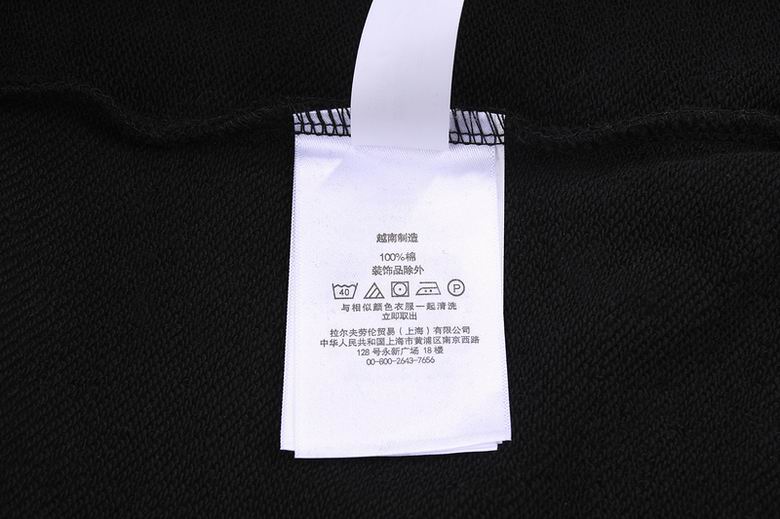 越南制造
100%棉
装饰品除外
40 P
与相似颜色衣服一起清洗
立即取出
拉尔夫劳伦贸易（上海）有限公司
中华人民共和国上海市黄浦区南京西路
128号永新广场18楼
00-800-2643-7656